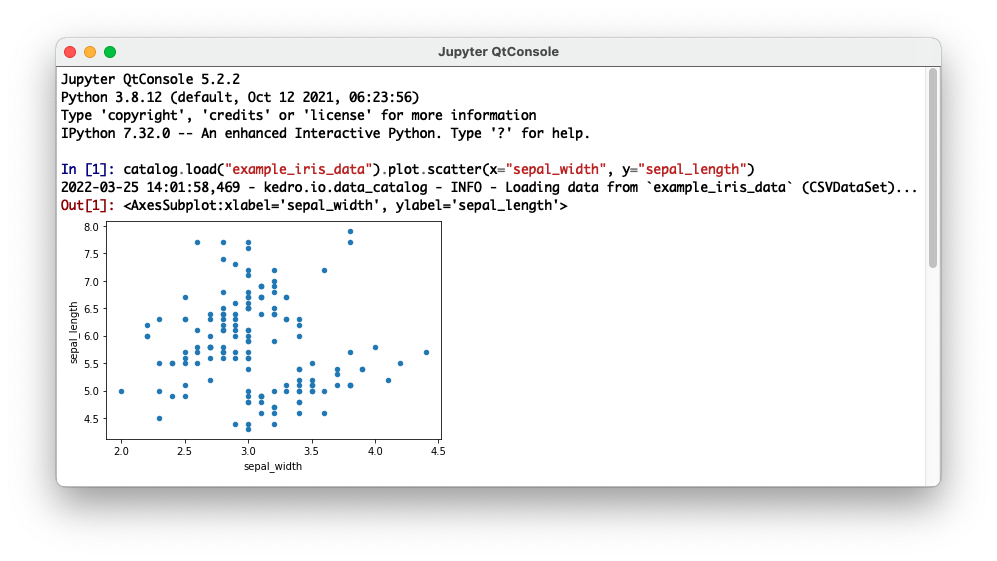 Jupyter QtConsole
Jupyter QtConsole 5.2.2
Python 3.8.12 (default, Oct 12 2021, 06:23:56)
Type 'copyright', 'credits' or 'license' for more information
IPython 7.32.0 -- An enhanced Interactive Python. Type '?' for help.
In [1]: catalog.load("example_iris_data").plot.scatter(x="sepal_width", y="sepal_length")
2022-03-25 14:01:58,469 - kedro.io.data_catalog - INFO - Loading data from `example_iris_data` (CSVDataSet)...
Out[1]: <AxesSubplot:xlabel='sepal_width', ylabel='sepal_length'>
8.0
7.5
7.0
6.5
6.0
5.5
5.0
4.5
sepal_length
2.0 2.5 3.0 3.5 4.0 4.5
sepal_width